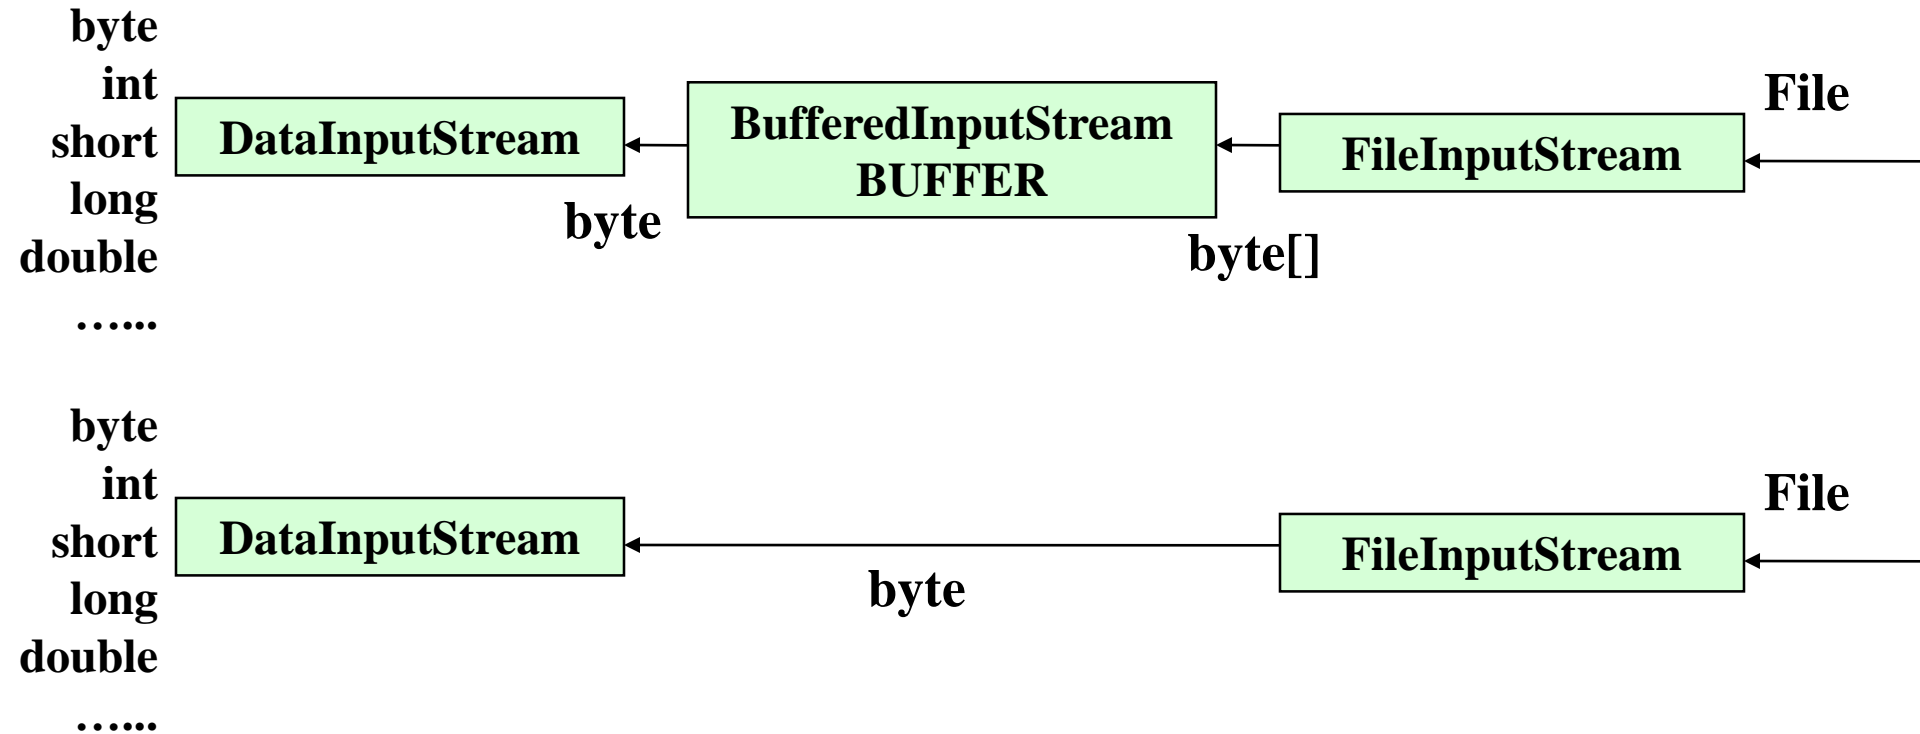 byte
int
short
long
double
…...
DataInputStream
byte
BufferedInputStream
BUFFER
byte[]
FileInputStream
File
byte
int
short
long
double
…...
DataInputStream
byte
FileInputStream
File